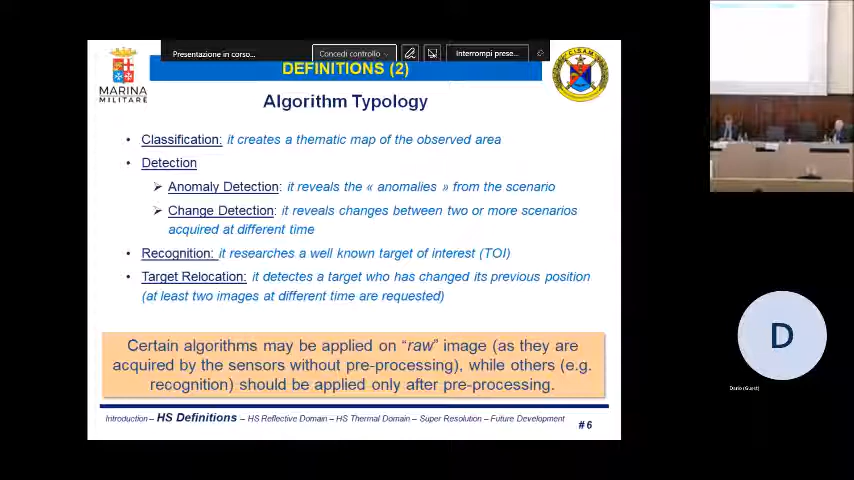 Presentazione in corso...
Concedi controllo
Interrompi prese...
MARINA
MILITARE
DEFINITIONS (2)
C.I.S.A.M.
Algorithm Typology
• Classification: it creates a thematic map of the observed area
• Detection
➢ Anomaly Detection: it reveals the « anomalies » from the scenario
➢ Change Detection: it reveals changes between two or more scenarios
acquired at different time
• Recognition: it researches a well known target of interest (TOI)
• Target Relocation: it detects a target who has changed its previous position
(at least two images at different time are requested)
Certain algorithms may be applied on “raw” image (as they are
acquired by the sensors without pre-processing), while others (e.g.
recognition) should be applied only after pre-processing.
Introduction – HS Definitions – HS Reflective Domain – HS Thermal Domain – Super Resolution – Future Development
# 6
D
Dario (Guest)